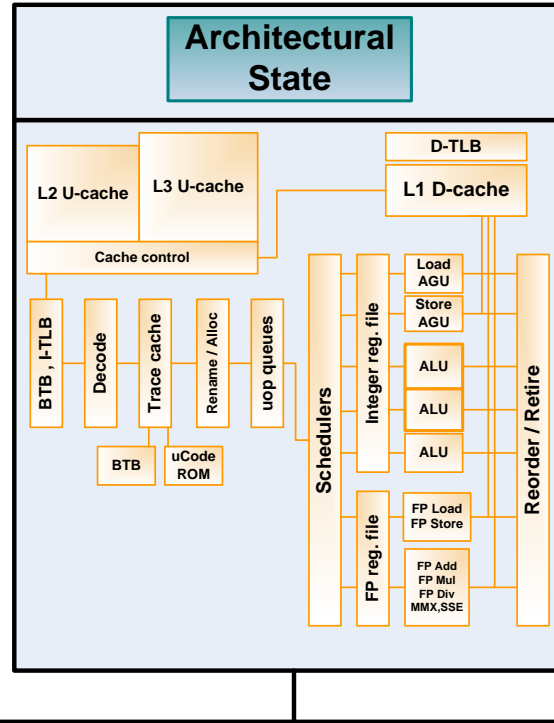 Architectural
State
D-TLB
L2 U-cache
L3 U-cache
L1 D-cache
Cache control
BTB , I-TLB
Decode
Trace cache
Rename / Alloc
uop queues
BTB
uCode
ROM
Schedulers
Integer reg. file
FP reg. file
Load
AGU
Store
AGU
ALU
ALU
ALU
FP Load
FP Store
FP Add
FP Mul
FP Div
MMX,SSE
Reorder / Retire